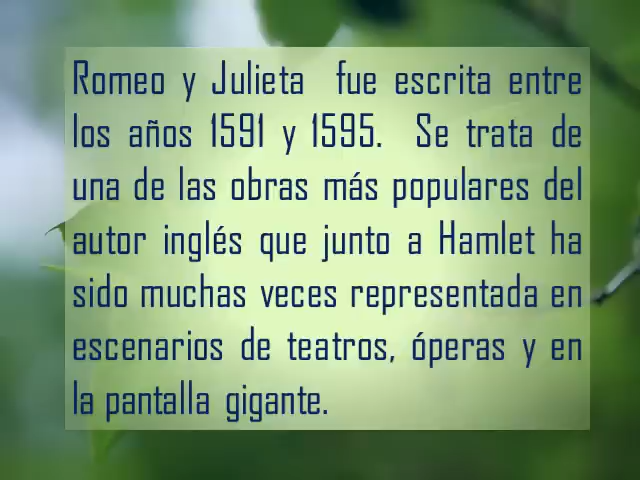 Romeo y Julieta fue escrita entre
los años 1591 y 1595. Se trata de
una de las obras más populares del
autor inglés que junto a Hamlet ha
sido muchas veces representada en
escenarios de teatros, óperas y en
la pantalla gigante.